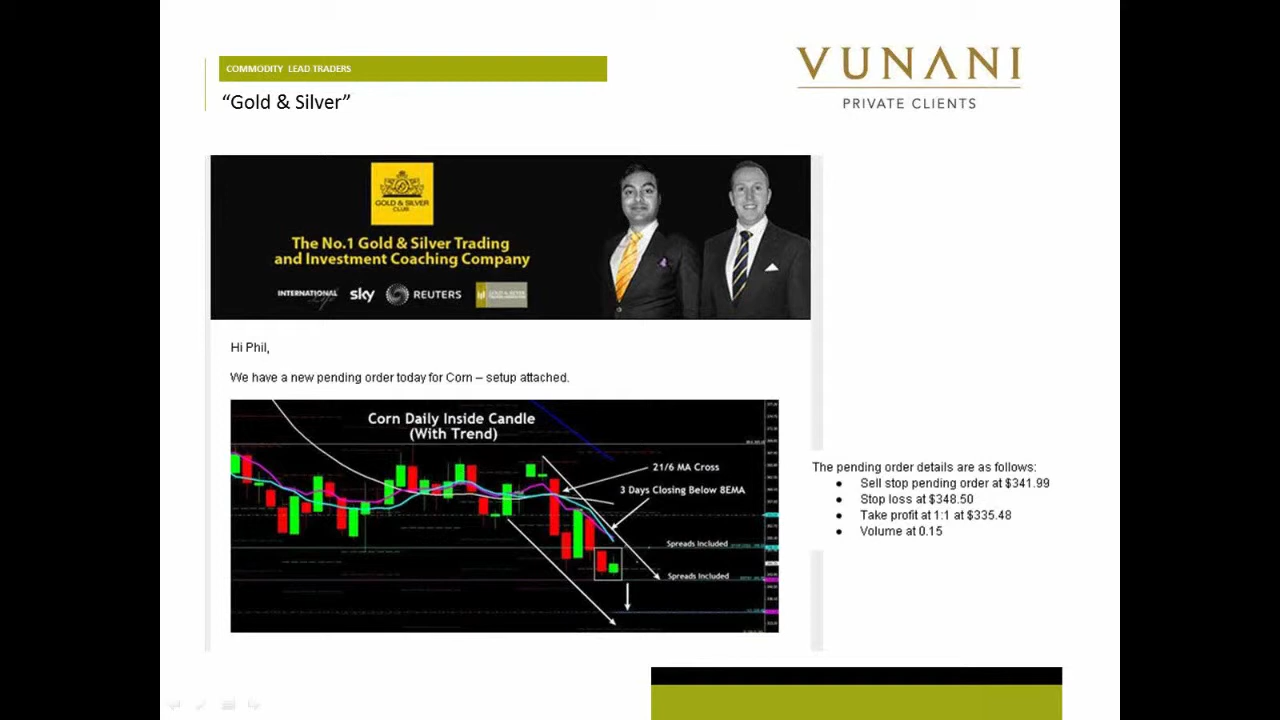 COMMODITY LEAD TRADERS
“Gold & Silver”
VUNANI
PRIVATE CLIENTS
GOLD & SILVER
CLUB
The No.1 Gold & Silver Trading
and Investment Coaching Company
INTERNATIONAL
sky
REUTERS
Hi Phil,
We have a new pending order today for Corn – setup attached.
Corn Daily Inside Candle
(With Trend)
21/6 MA Cross
3 Days Closing Below 8EMA
Spreads Included
Spreads Included
The pending order details are as follows:
● Sell stop pending order at $341.99
● Stop loss at $348.50
● Take profit at 1:1 at $335.48
● Volume at 0.15